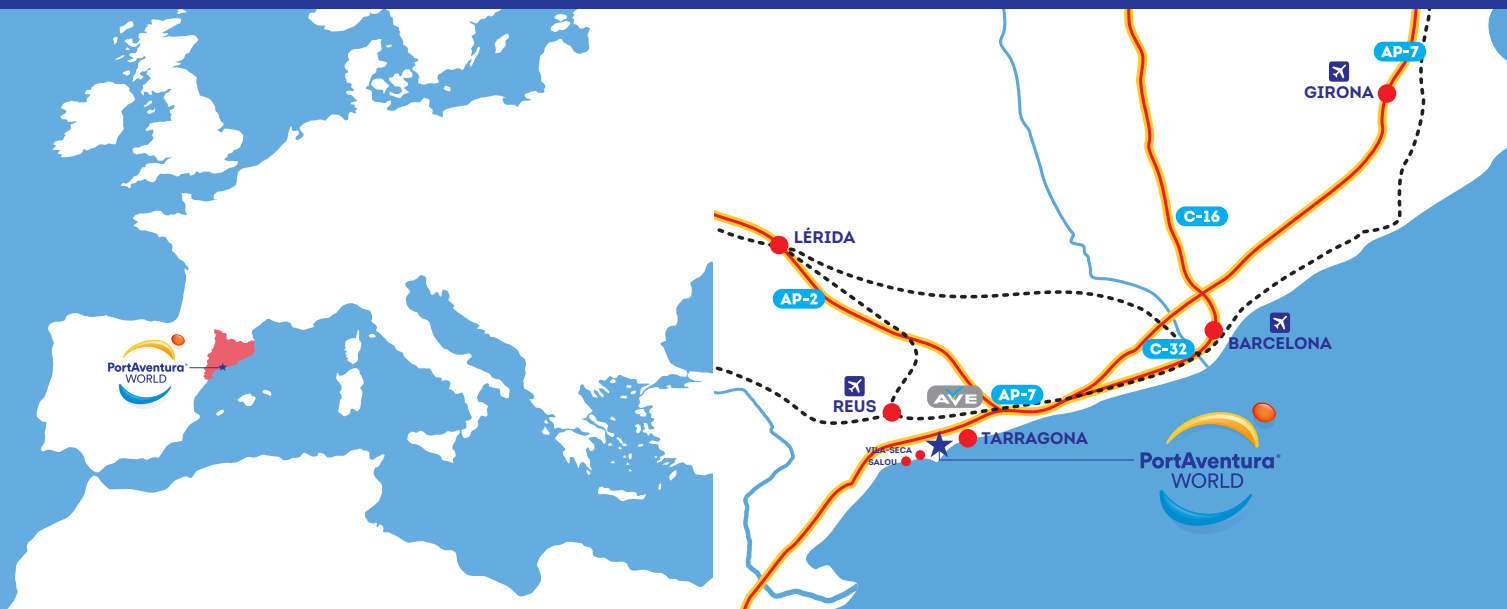 PortAventura®
WORLD
AP-7
GIRONA
C-16
LÉRIDA
AP-2
C-32
BARCELONA
REUS
AVE
AP-7
TARRAGONA
VILA-SECA
SALOU
PortAventura®
WORLD